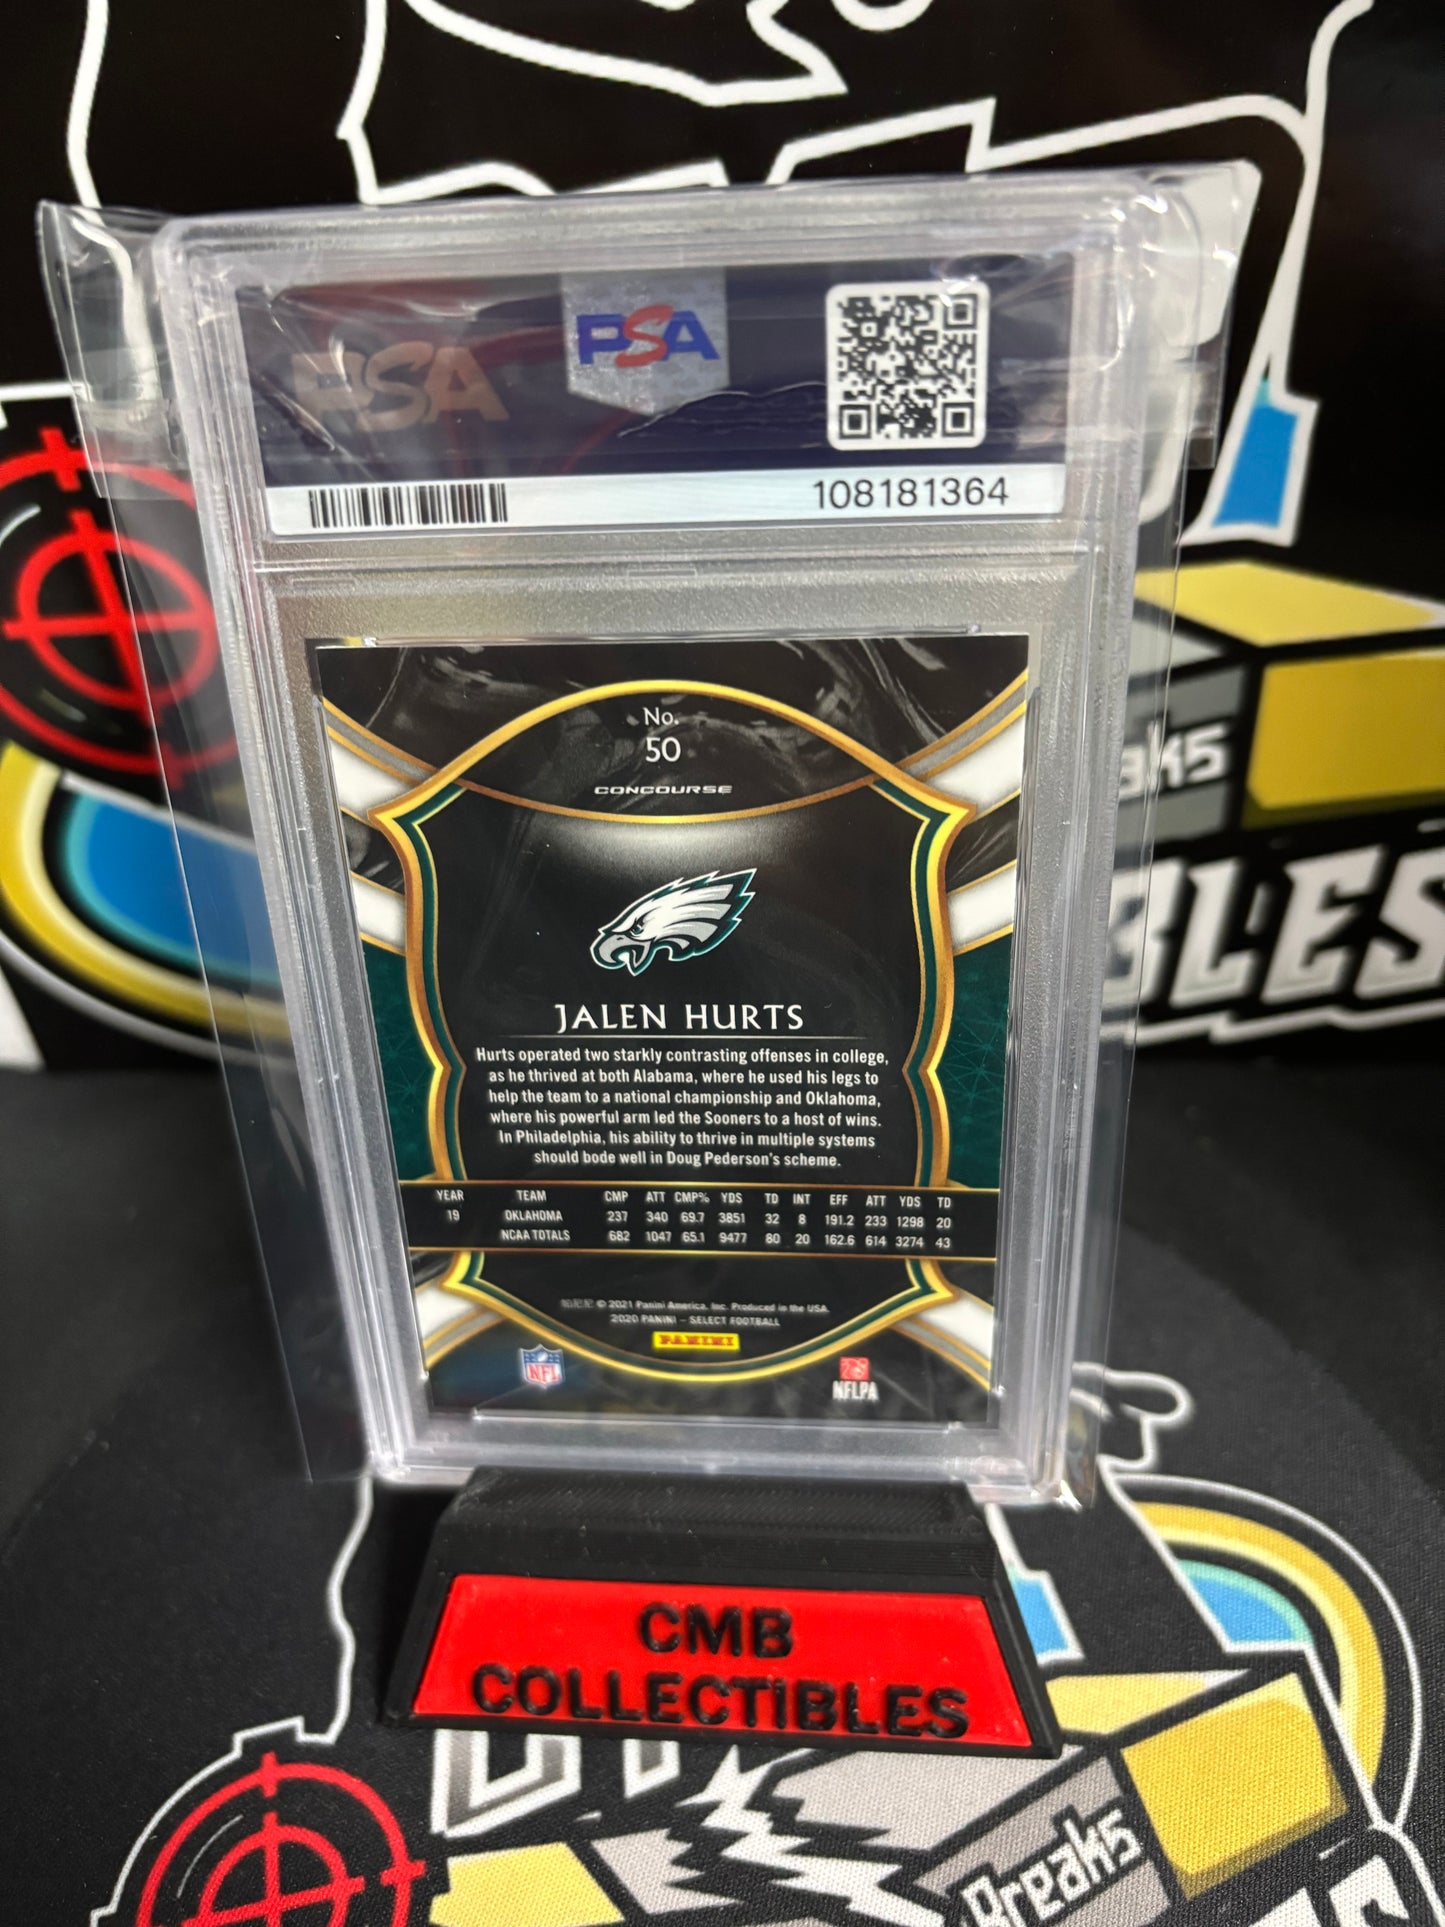 PSA
PSA
108181364
No.
50
CONCOURSE
JALEN HURTS
Hurts operated two starkly contrasting offenses in college,
as he thrived at both Alabama, where he used his legs to
help the team to a national championship and Oklahoma,
where his powerful arm led the Sooners to a host of wins.
In Philadelphia, his ability to thrive in multiple systems
should bode well in Doug Pederson's scheme.
YEAR TEAM CMP ATT CMP% YDS TD INT EFF ATT YDS TD
19 OKLAHOMA 237 340 69.7 3851 32 8 191.2 233 1298 20
NCAA TOTALS 682 1047 65.1 9477 80 20 162.6 614 3274 43
© 2021 Panini America, Inc. Produced in the USA.
2020 PANINI – SELECT FOOTBALL
PANINI
NFL
NFLPA
CMB
COLLECTIBLES
Breaks